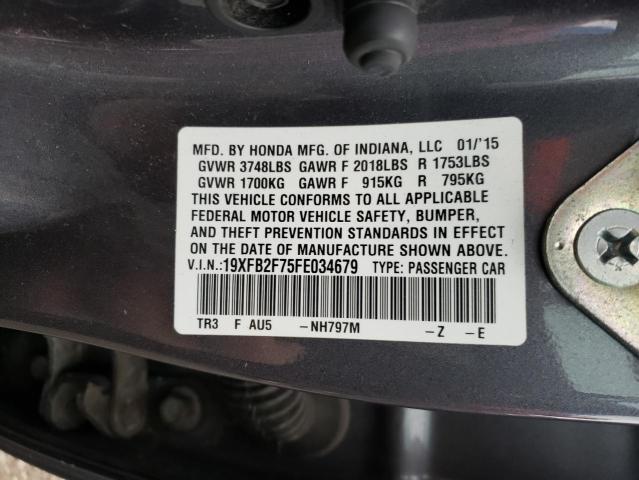 MFD. BY HONDA MFG. OF INDIANA, LLC 01/'15
GVWR 3748LBS GAWR F 2018LBS R 1753LBS
GVWR 1700KG GAWR F 915KG R 795KG
THIS VEHICLE CONFORMS TO ALL APPLICABLE
FEDERAL MOTOR VEHICLE SAFETY, BUMPER,
AND THEFT PREVENTION STANDARDS IN EFFECT
ON THE DATE OF MANUFACTURE SHOWN ABOVE.
V.I.N.:19XFB2F75FE034679 TYPE: PASSENGER CAR
TR3 F AU5 –NH797M –Z –E